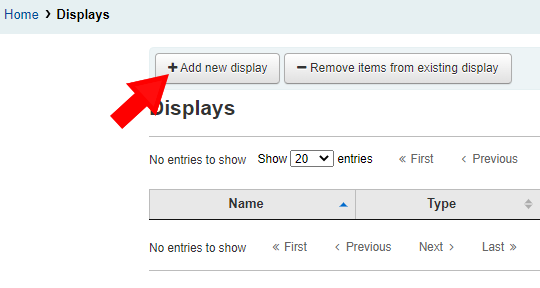 Home › Displays
+ Add new display − Remove items from existing display
Displays
No entries to show Show 20 entries « First ‹ Previous
Name Type
No entries to show « First ‹ Previous Next › Last »